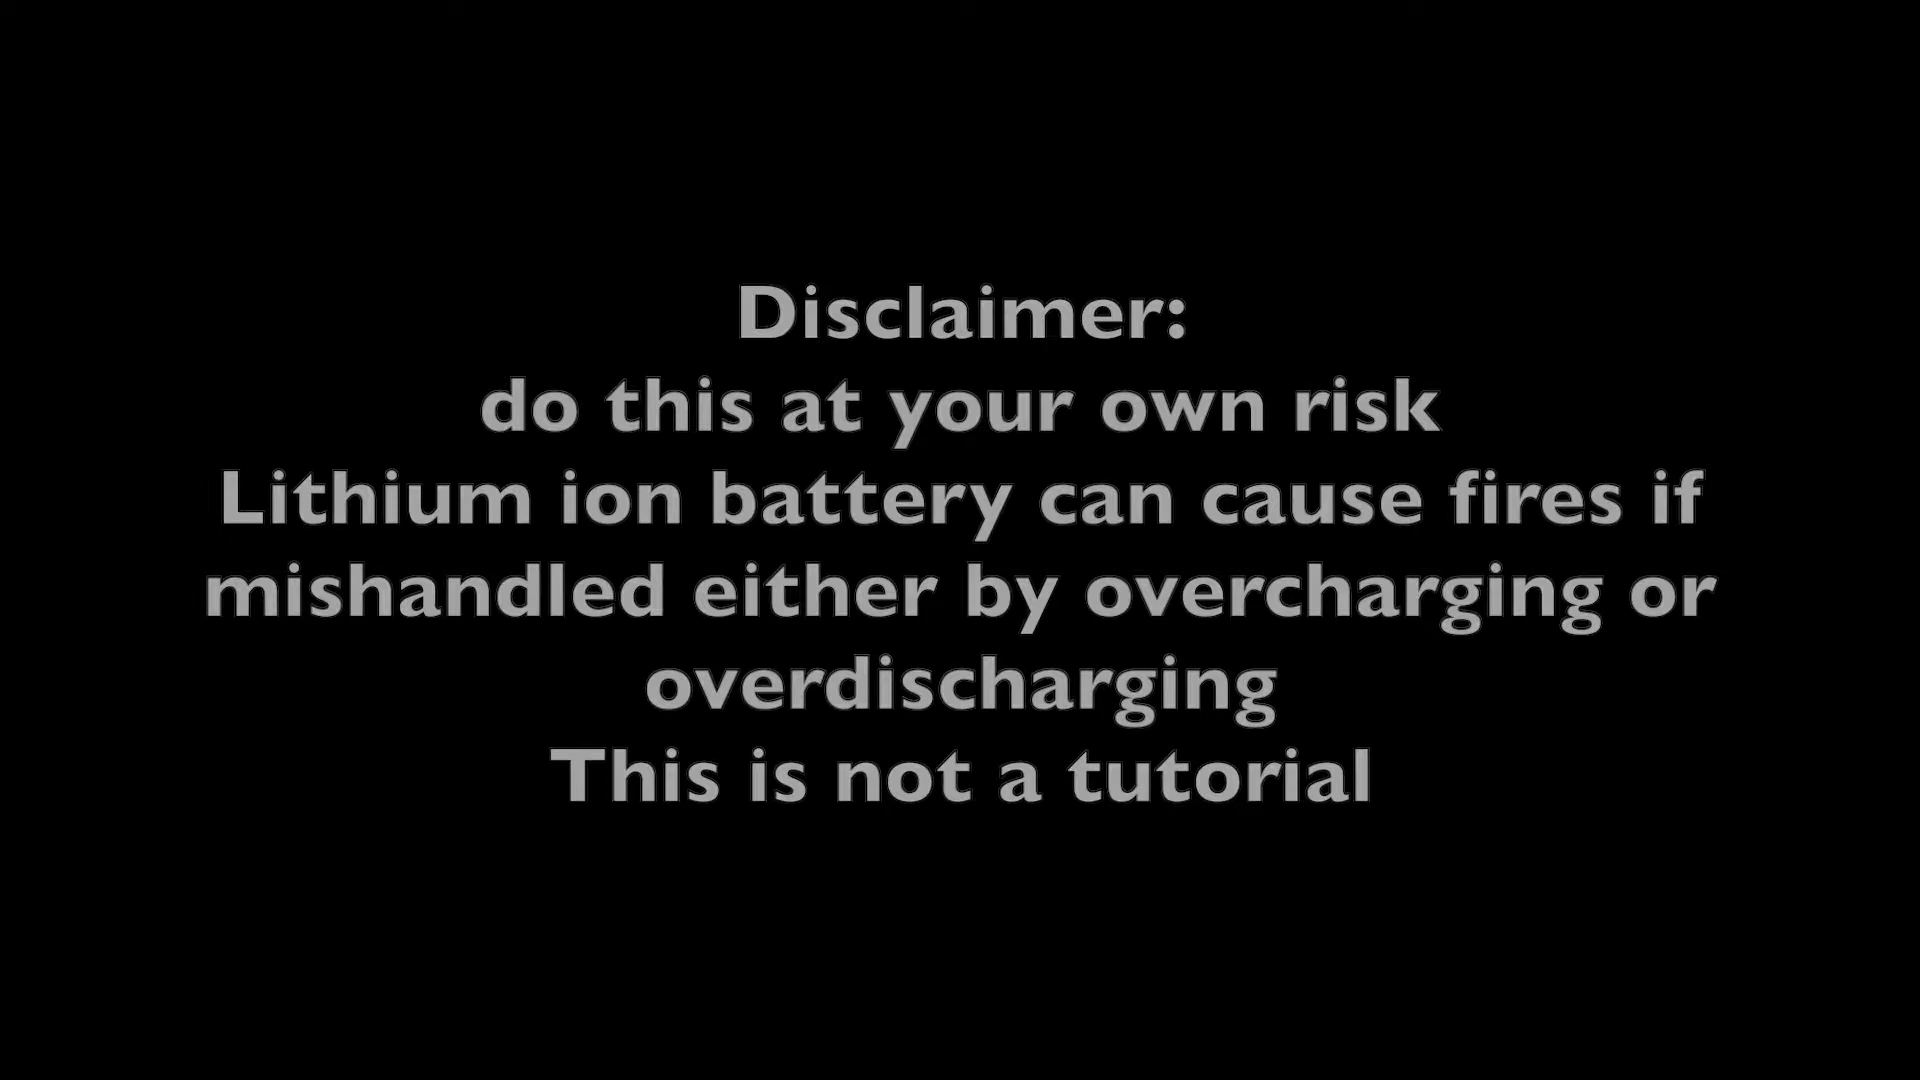 Disclaimer:
do this at your own risk
Lithium ion battery can cause fires if
mishandled either by overcharging or
overdischarging
This is not a tutorial